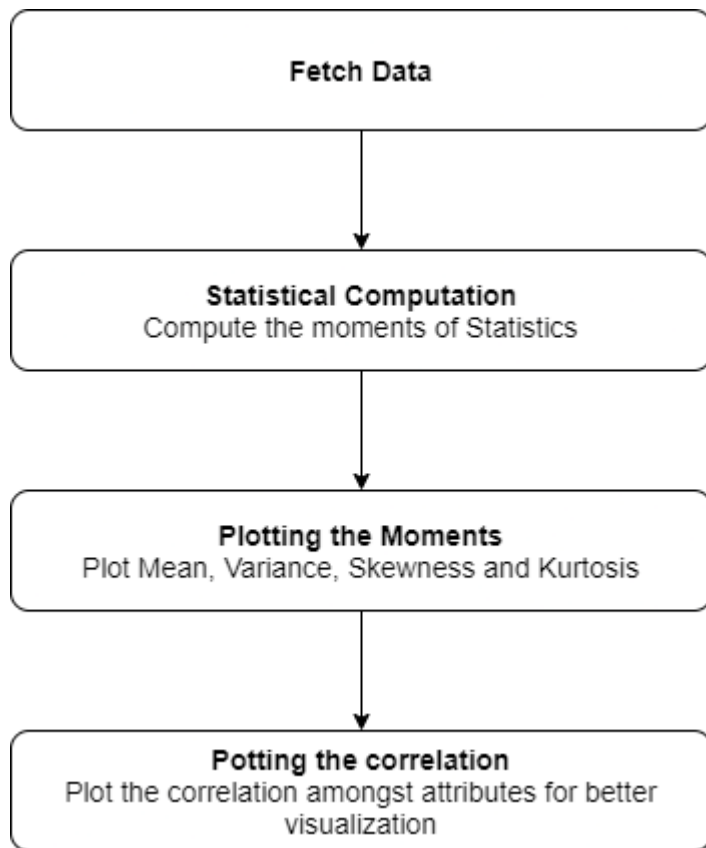 Fetch Data
Statistical Computation
Compute the moments of Statistics
Plotting the Moments
Plot Mean, Variance, Skewness and Kurtosis
Potting the correlation
Plot the correlation amongst attributes for better
visualization